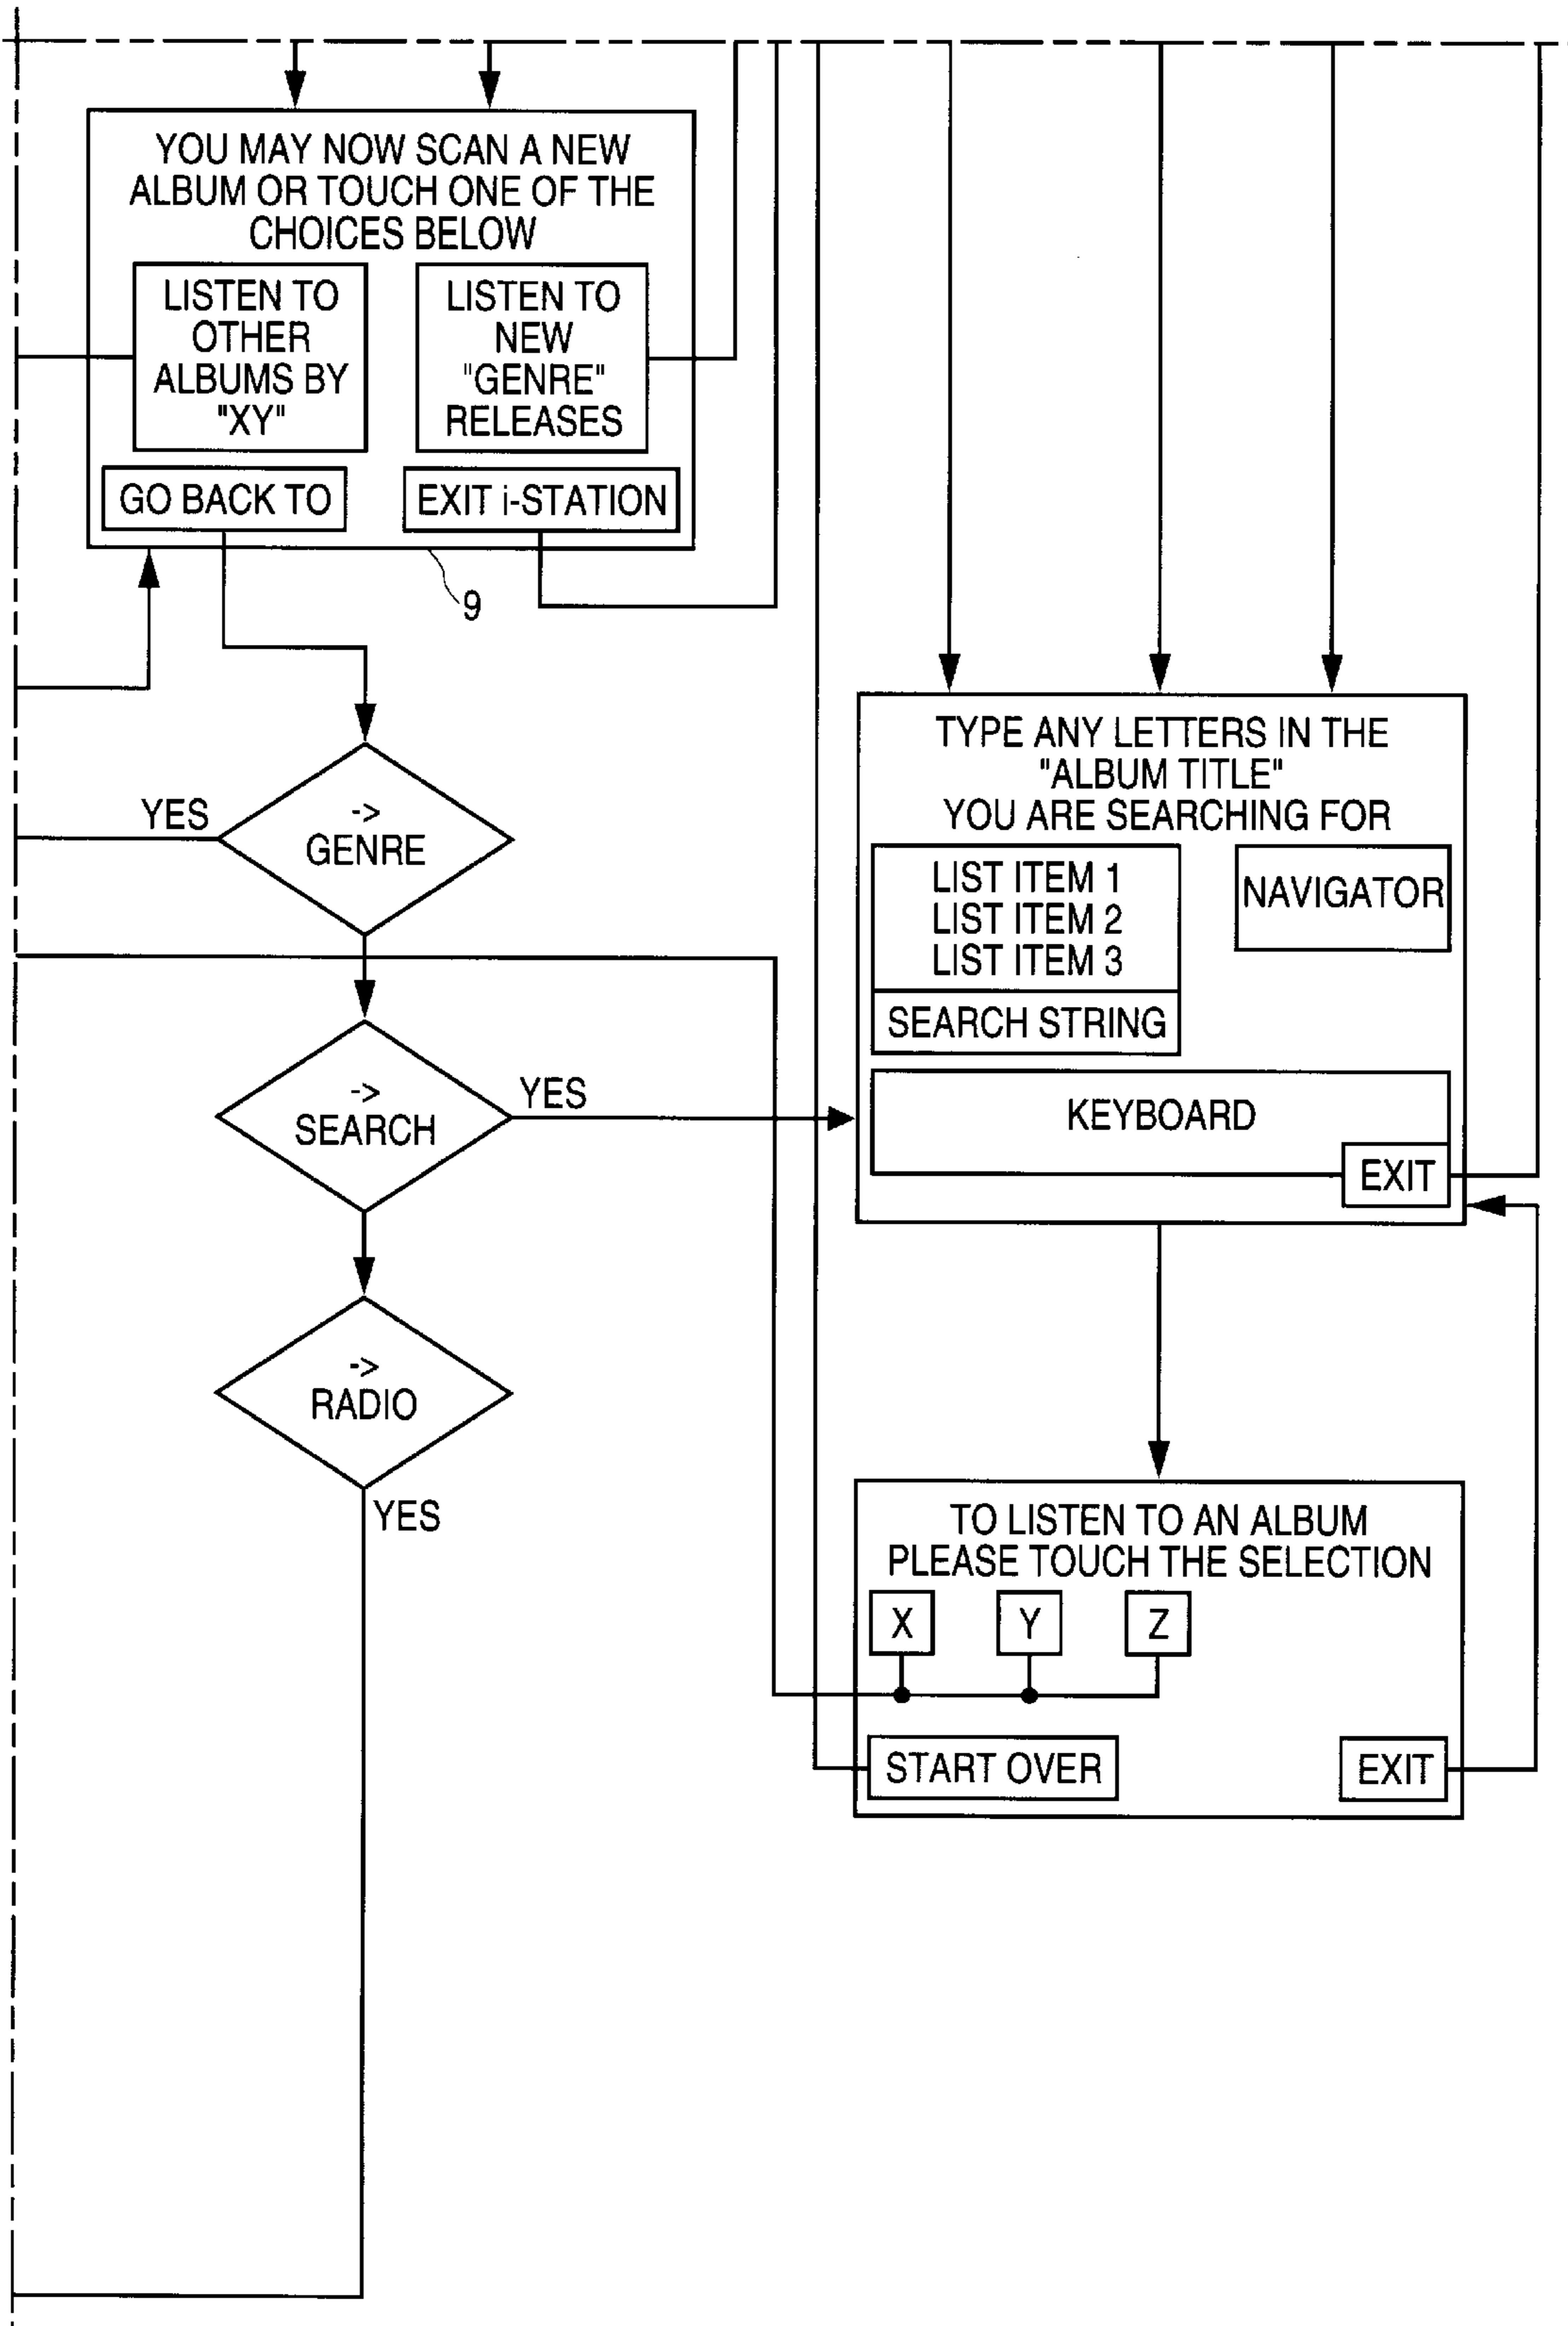 YOU MAY NOW SCAN A NEW
ALBUM OR TOUCH ONE OF THE
CHOICES BELOW
LISTEN TO
OTHER
ALBUMS BY
"XY"
LISTEN TO
NEW
"GENRE"
RELEASES
GO BACK TO
EXIT i-STATION
9
->
GENRE
YES
->
SEARCH
YES
->
RADIO
YES
TYPE ANY LETTERS IN THE
"ALBUM TITLE"
YOU ARE SEARCHING FOR
LIST ITEM 1
LIST ITEM 2
LIST ITEM 3
SEARCH STRING
NAVIGATOR
KEYBOARD
EXIT
TO LISTEN TO AN ALBUM
PLEASE TOUCH THE SELECTION
X
Y
Z
START OVER
EXIT